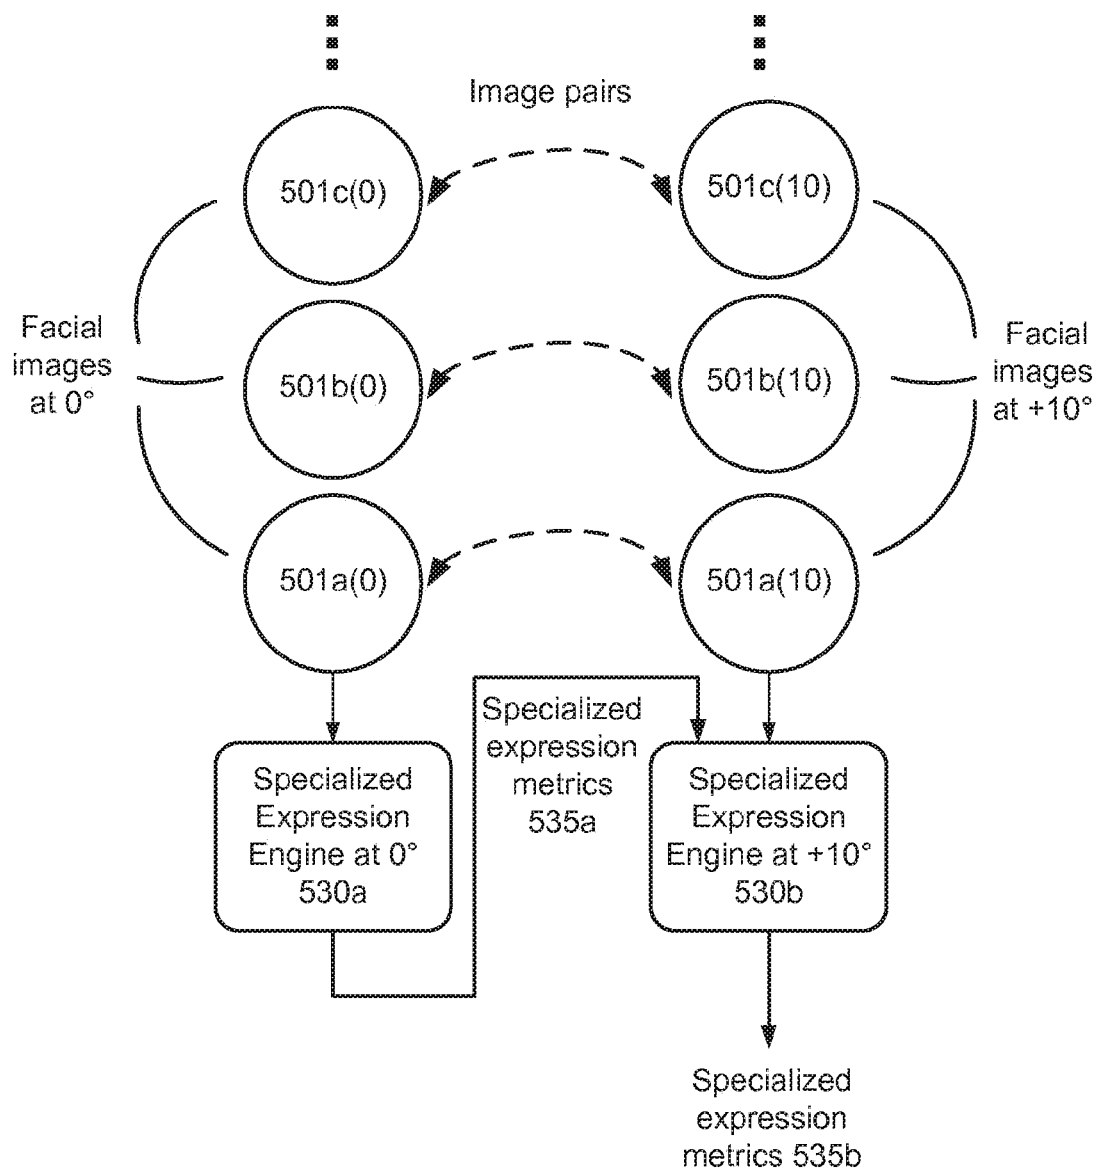 Image pairs
501c(0)
501c(10)
Facial
images
at 0°
501b(0)
501b(10)
Facial
images
at +10°
501a(0)
501a(10)
Specialized
expression
metrics
535a
Specialized
Expression
Engine at 0°
530a
Specialized
Expression
Engine at +10°
530b
Specialized
expression
metrics 535b